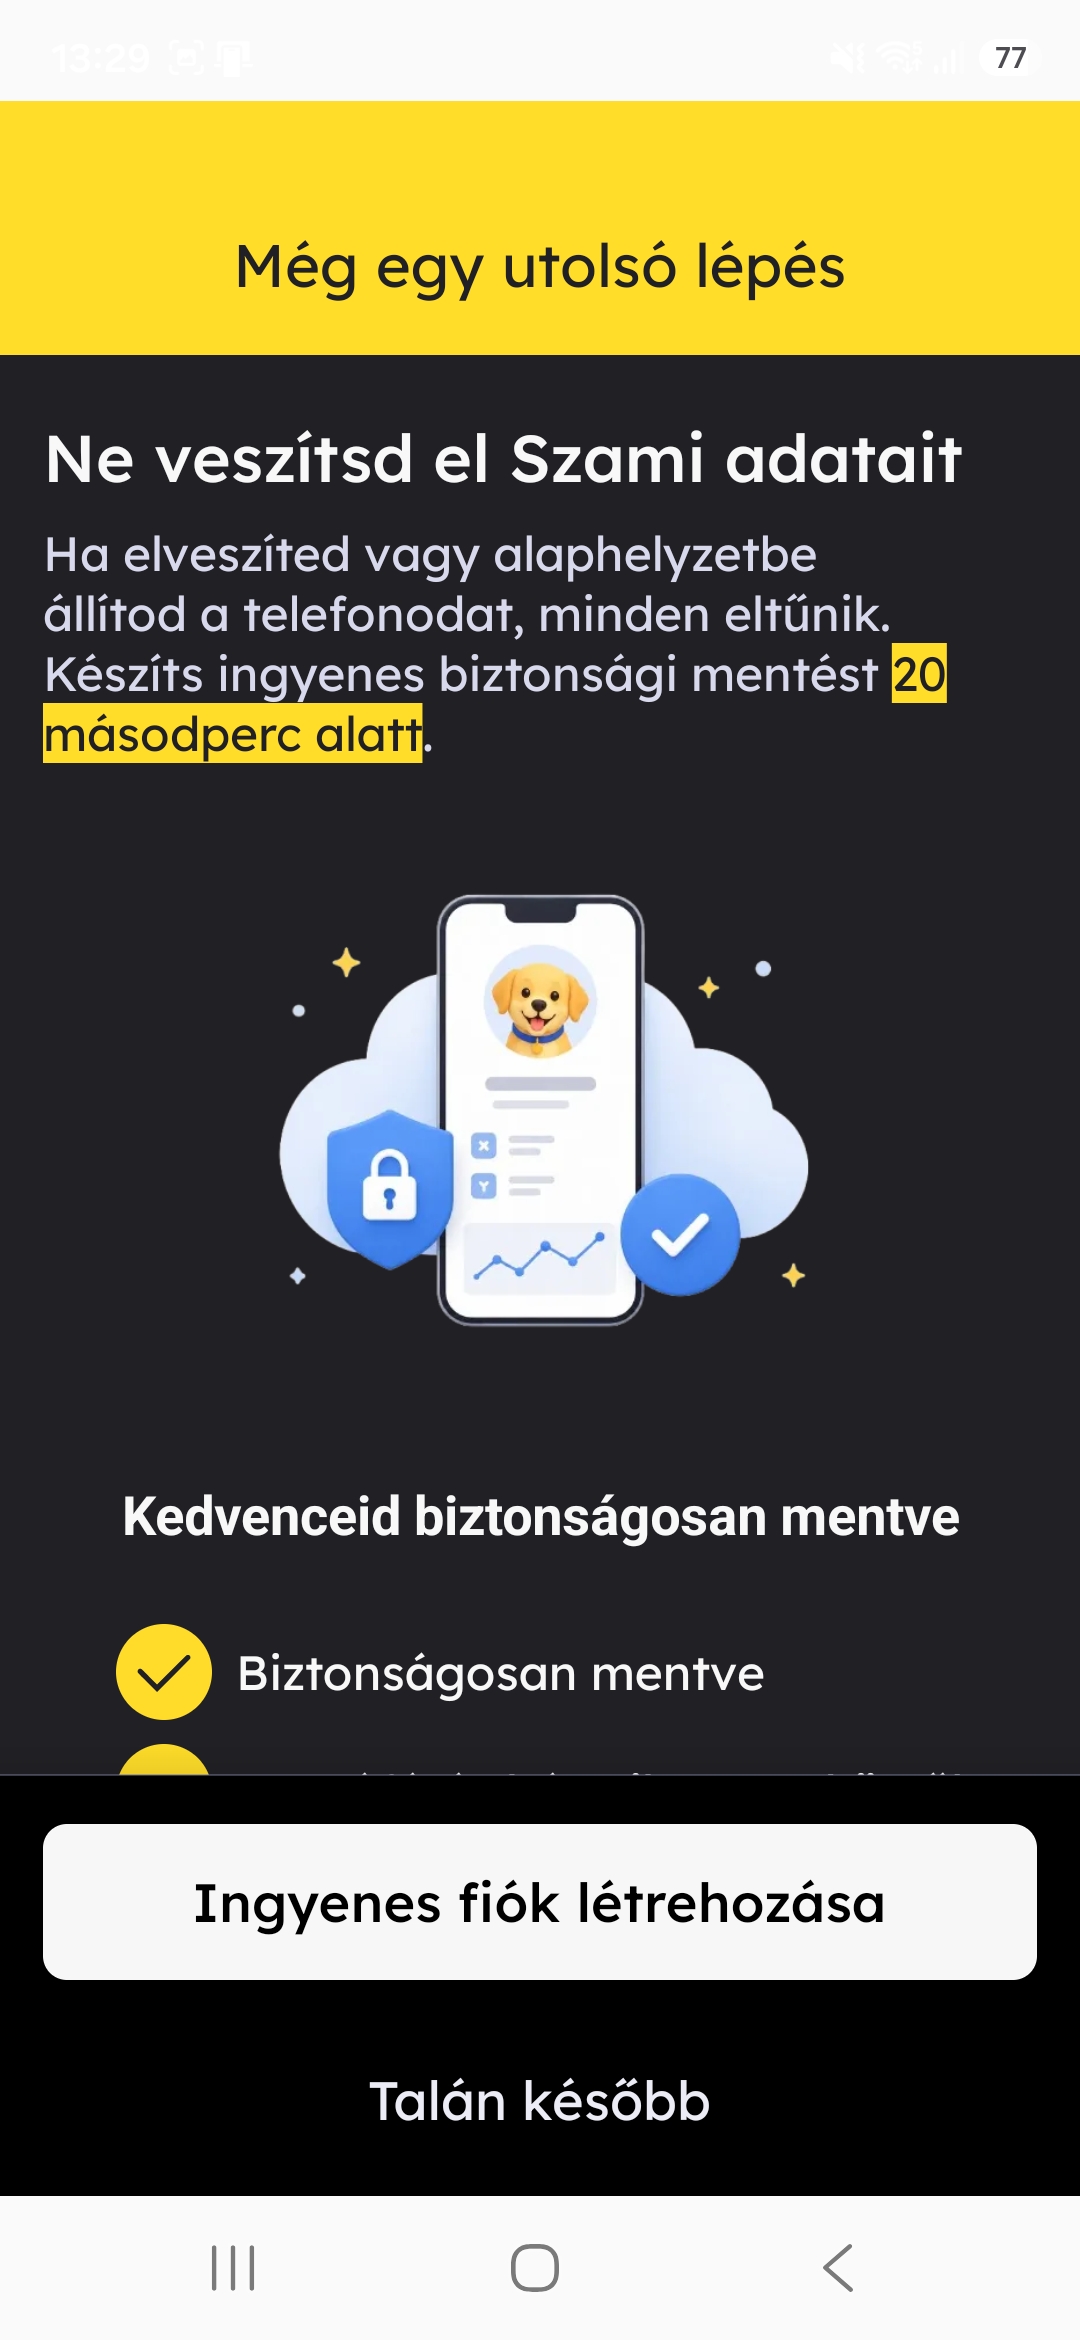 13:29
77
Még egy utolsó lépés
Ne veszítsd el Szami adatait
Ha elveszíted vagy alaphelyzetbe
állítod a telefonodat, minden eltűnik.
Készíts ingyenes biztonsági mentést 20
másodperc alatt.
Kedvenceid biztonságosan mentve
Biztonságosan mentve
Ingyenes fiók létrehozása
Talán később